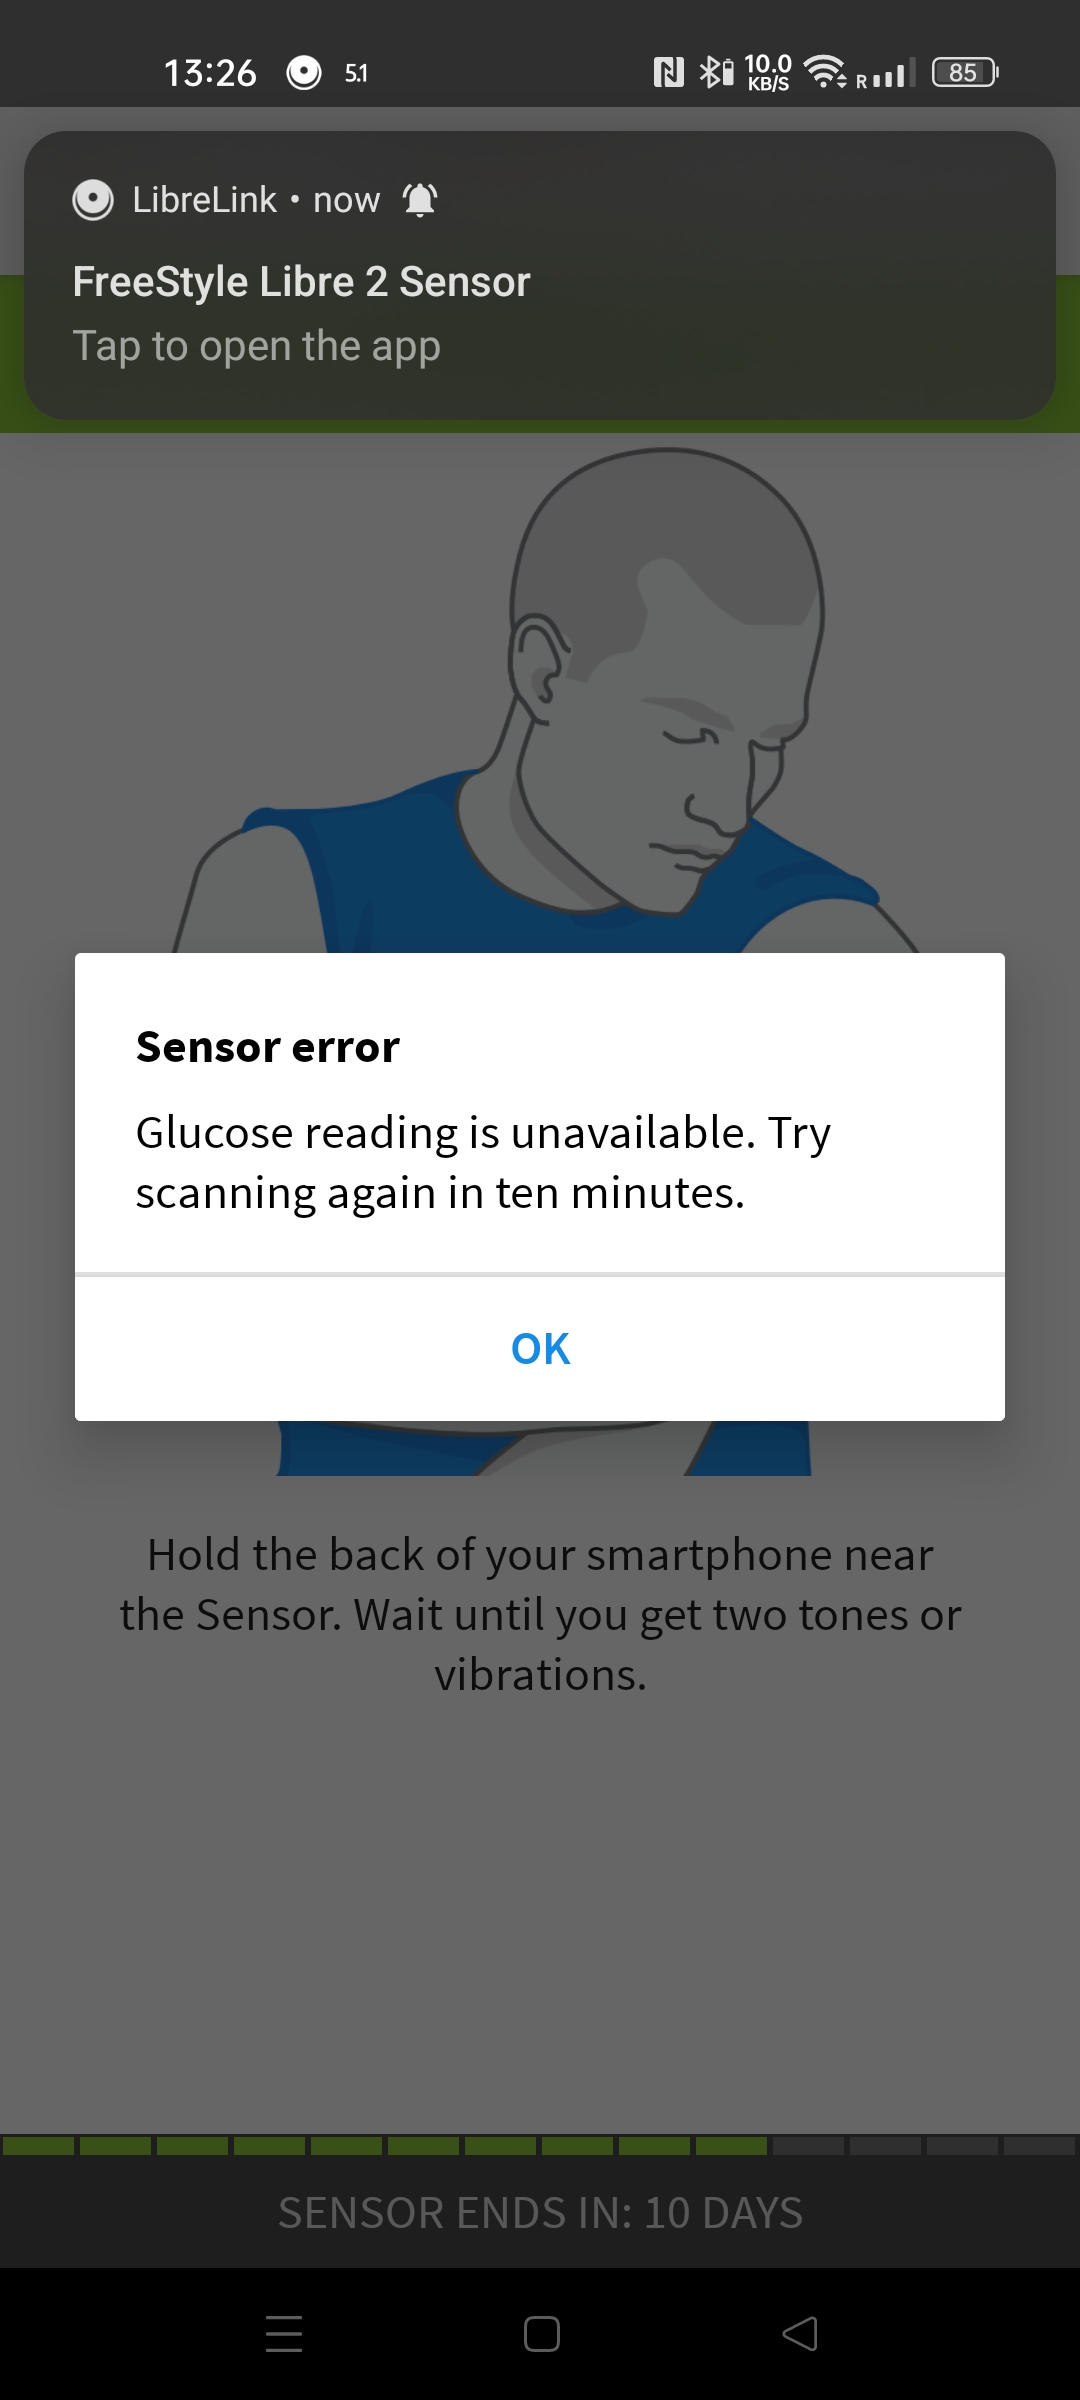 13:26 5.1 10.0 KB/S R 85
LibreLink • now
FreeStyle Libre 2 Sensor
Tap to open the app
Sensor error
Glucose reading is unavailable. Try
scanning again in ten minutes.
OK
Hold the back of your smartphone near
the Sensor. Wait until you get two tones or
vibrations.
SENSOR ENDS IN: 10 DAYS